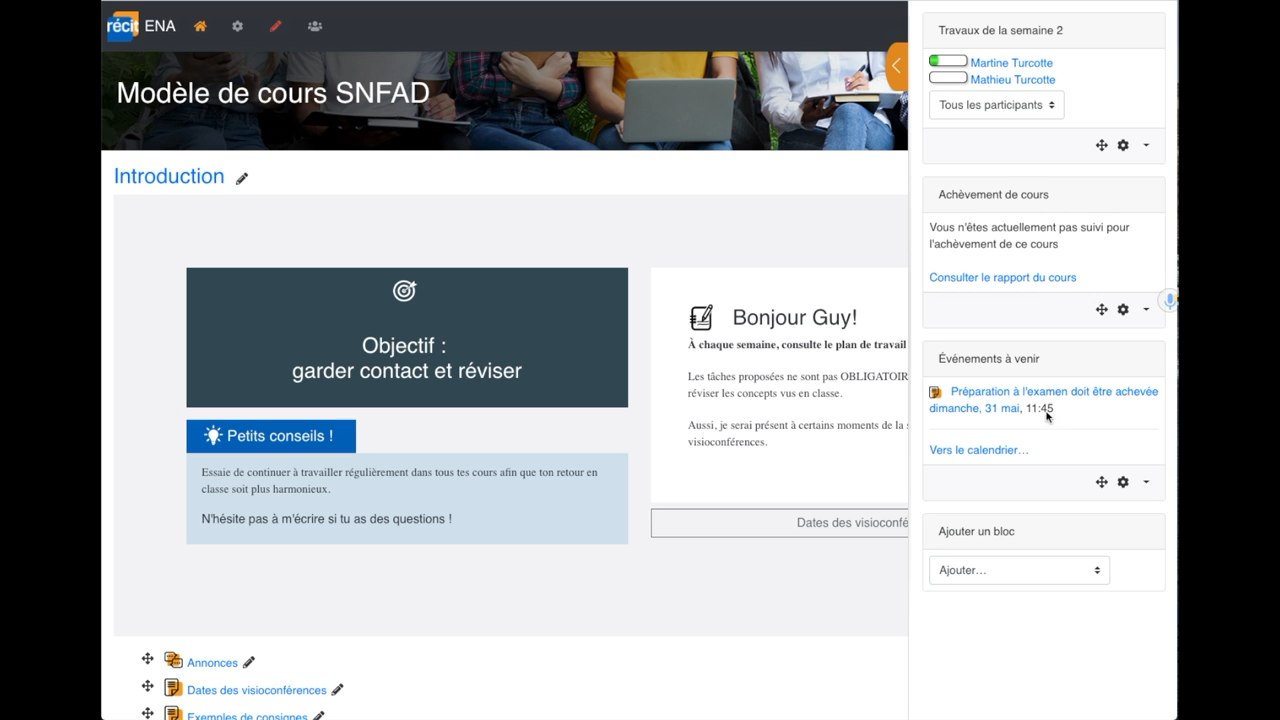 récit ENA
Modèle de cours SNFAD
Introduction
Objectif :
garder contact et réviser
Petits conseils !
Essaie de continuer à travailler régulièrement dans tous tes cours afin que ton retour en
classe soit plus harmonieux.
N'hésite pas à m'écrire si tu as des questions !
Bonjour Guy!
À chaque semaine, consulte le plan de travail
Les tâches proposées ne sont pas OBLIGATOIR
réviser les concepts vus en classe.
Aussi, je serai présent à certains moments de la s
visioconférences.
Dates des visioconfé
Annonces
Dates des visioconférences
Exemples de consignes
Travaux de la semaine 2
Martine Turcotte
Mathieu Turcotte
Tous les participants
Achèvement de cours
Vous n'êtes actuellement pas suivi pour
l'achèvement de ce cours
Consulter le rapport du cours
Événements à venir
Préparation à l'examen doit être achevée
dimanche, 31 mai, 11:45
Vers le calendrier…
Ajouter un bloc
Ajouter…